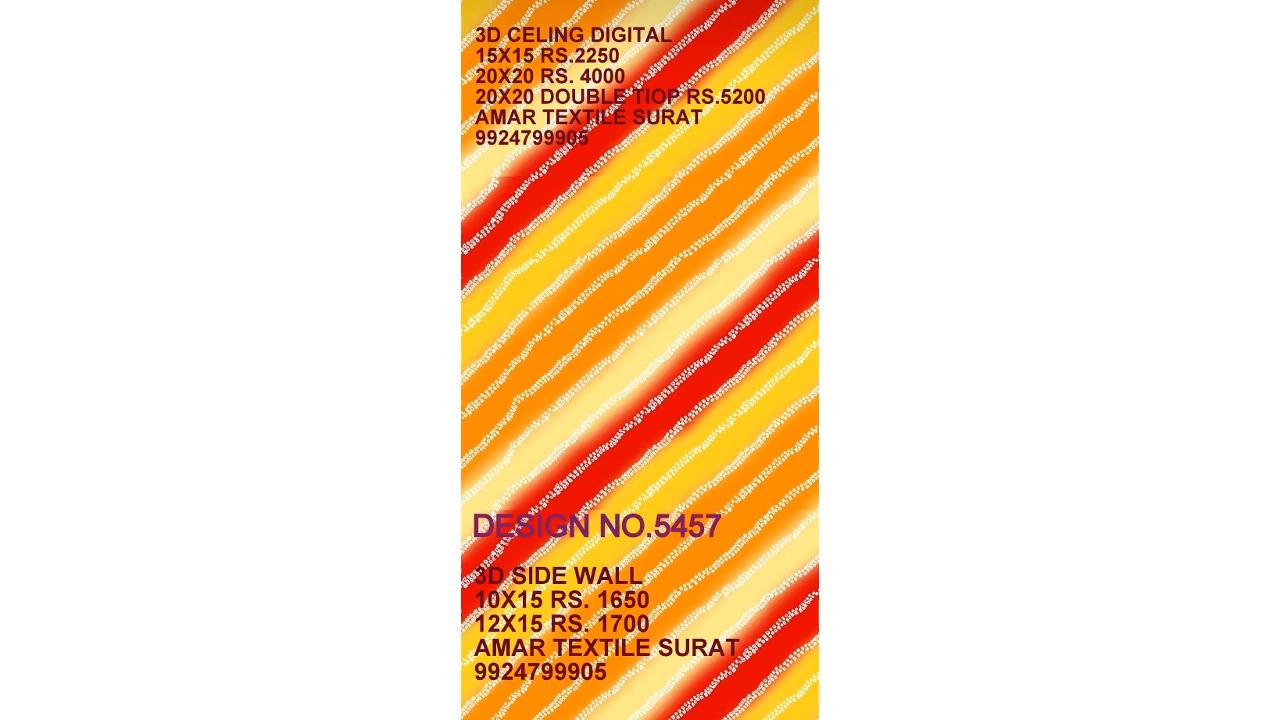 3D CELING DIGITAL
15X15 RS.2250
20X20 RS. 4000
20X20 DOUBLE TIOP RS.5200
AMAR TEXTILE SURAT
9924799905
DESIGN NO.5457
3D SIDE WALL
10X15 RS. 1650
12X15 RS. 1700
AMAR TEXTILE SURAT
9924799905